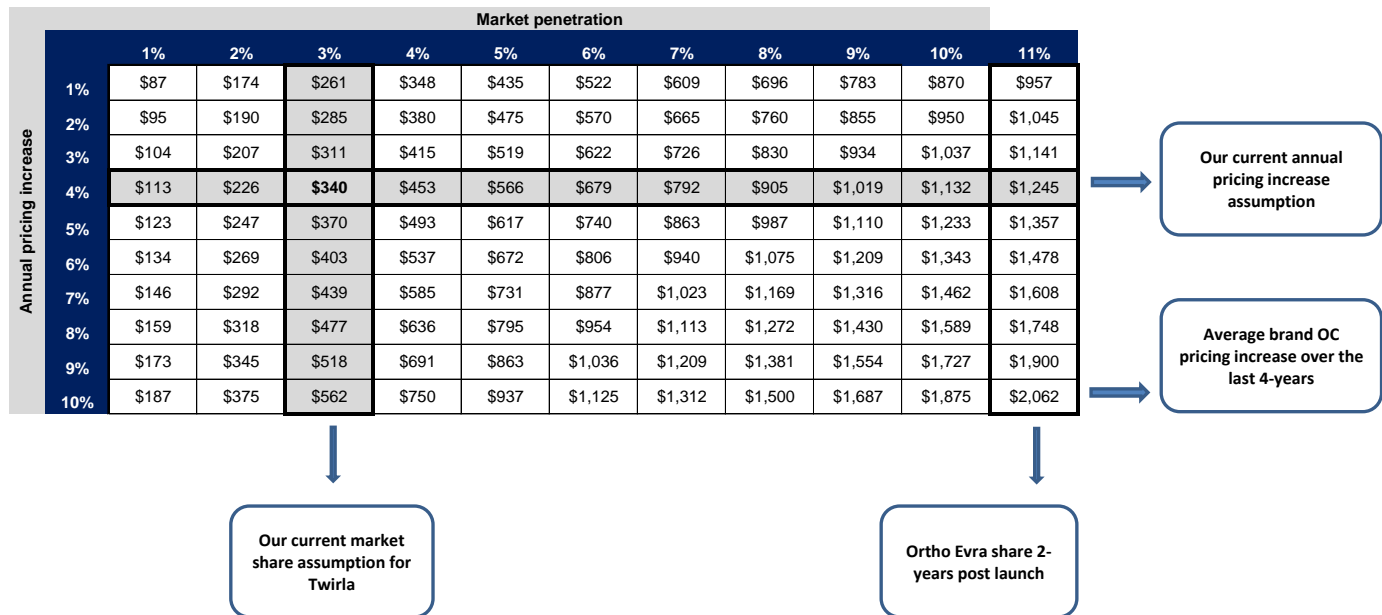 Market penetration
1% 2% 3% 4% 5% 6% 7% 8% 9% 10% 11%
Annual pricing increase
1% $87 $174 $261 $348 $435 $522 $609 $696 $783 $870 $957
2% $95 $190 $285 $380 $475 $570 $665 $760 $855 $950 $1,045
3% $104 $207 $311 $415 $519 $622 $726 $830 $934 $1,037 $1,141
4% $113 $226 $340 $453 $566 $679 $792 $905 $1,019 $1,132 $1,245
5% $123 $247 $370 $493 $617 $740 $863 $987 $1,110 $1,233 $1,357
6% $134 $269 $403 $537 $672 $806 $940 $1,075 $1,209 $1,343 $1,478
7% $146 $292 $439 $585 $731 $877 $1,023 $1,169 $1,316 $1,462 $1,608
8% $159 $318 $477 $636 $795 $954 $1,113 $1,272 $1,430 $1,589 $1,748
9% $173 $345 $518 $691 $863 $1,036 $1,209 $1,381 $1,554 $1,727 $1,900
10% $187 $375 $562 $750 $937 $1,125 $1,312 $1,500 $1,687 $1,875 $2,062
Our current annual
pricing increase
assumption
Average brand OC
pricing increase over the
last 4-years
Our current market
share assumption for
Twirla
Ortho Evra share 2-
years post launch